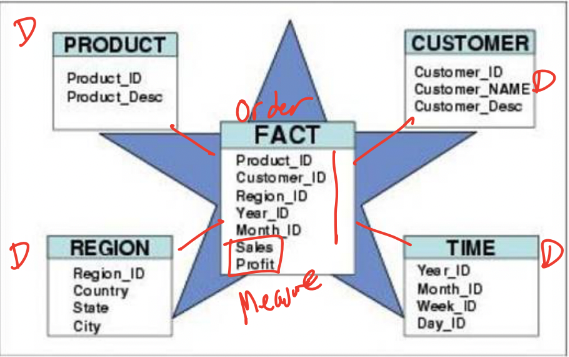 D
PRODUCT
Product_ID
Product_Desc
CUSTOMER
Customer_ID
Customer_NAME
Customer_Desc
D
Order
FACT
Product_ID
Customer_ID
Region_ID
Year_ID
Month_ID
Sales
Profit
Measure
D
REGION
Region_ID
Country
State
City
TIME
D
Year_ID
Month_ID
Week_ID
Day_ID